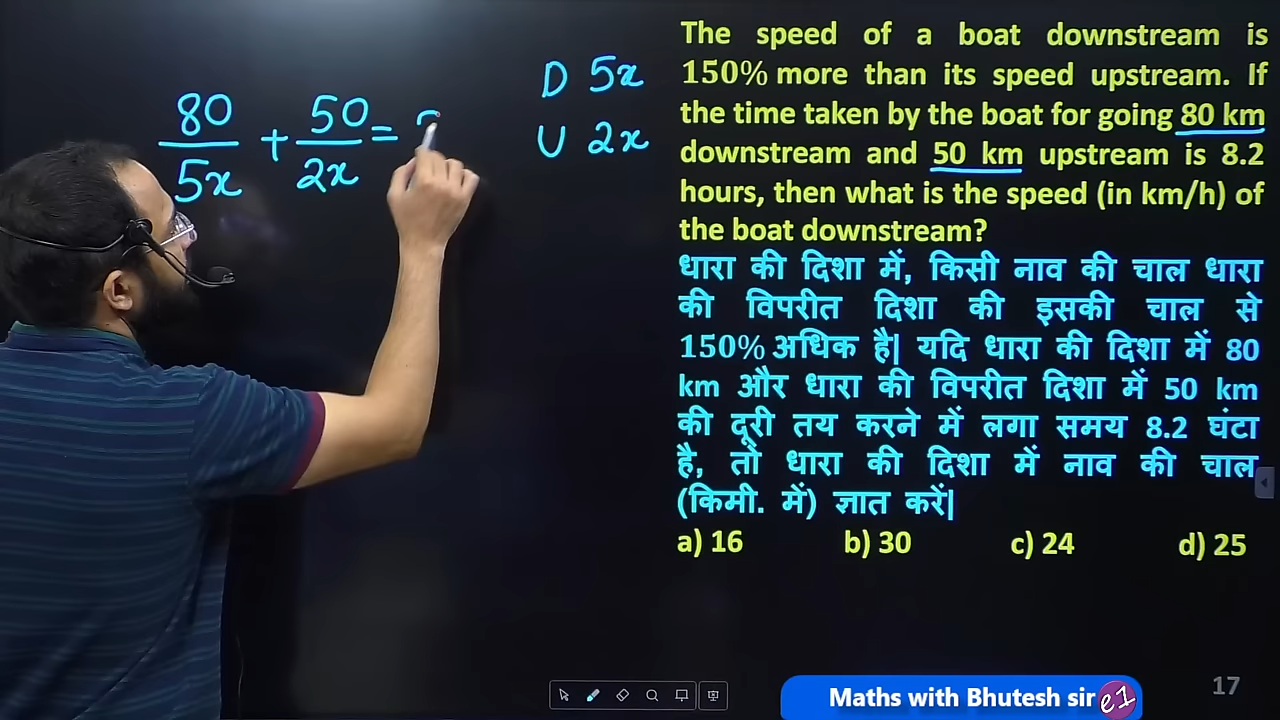 80/5x + 50/2x =
D 5x
U 2x
The speed of a boat downstream is
150% more than its speed upstream. If
the time taken by the boat for going 80 km
downstream and 50 km upstream is 8.2
hours, then what is the speed (in km/h) of
the boat downstream?
धारा की दिशा में, किसी नाव की चाल धारा
की विपरीत दिशा की इसकी चाल से
150% अधिक है| यदि धारा की दिशा में 80
km और धारा की विपरीत दिशा में 50 km
की दूरी तय करने में लगा समय 8.2 घंटा
है, तो धारा की दिशा में नाव की चाल
(किमी. में) ज्ञात करें|
a) 16 b) 30 c) 24 d) 25
Maths with Bhutesh sir e1
17